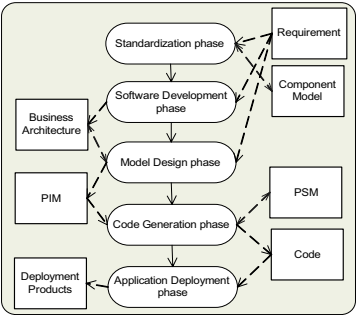 Standardization phase
Requirement
Component
Model
Software Development
phase
Business
Architecture
Model Design phase
PIM
PSM
Code Generation phase
Code
Deployment
Products
Application Deployment
phase